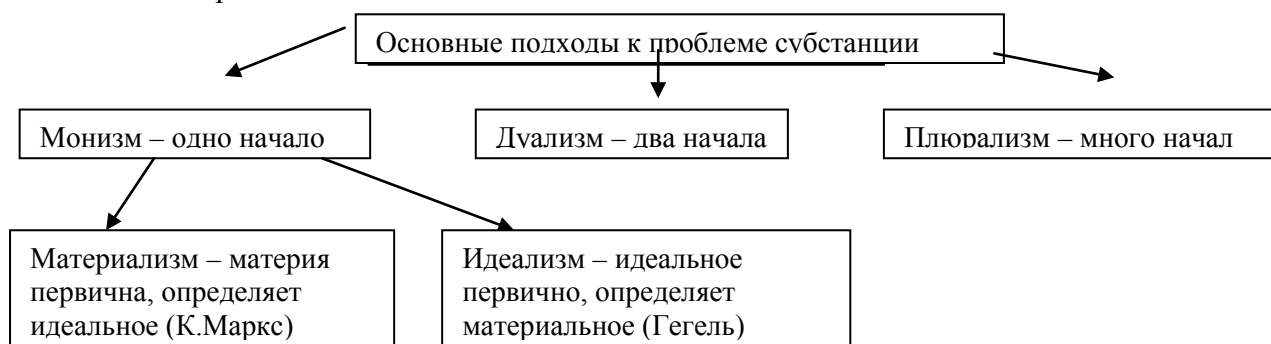 Основные подходы к проблеме субстанции
Монизм – одно начало
Дуализм – два начала
Плюрализм – много начал
Материализм – материя
первична, определяет
идеальное (К.Маркс)
Идеализм – идеальное
первично, определяет
материальное (Гегель)